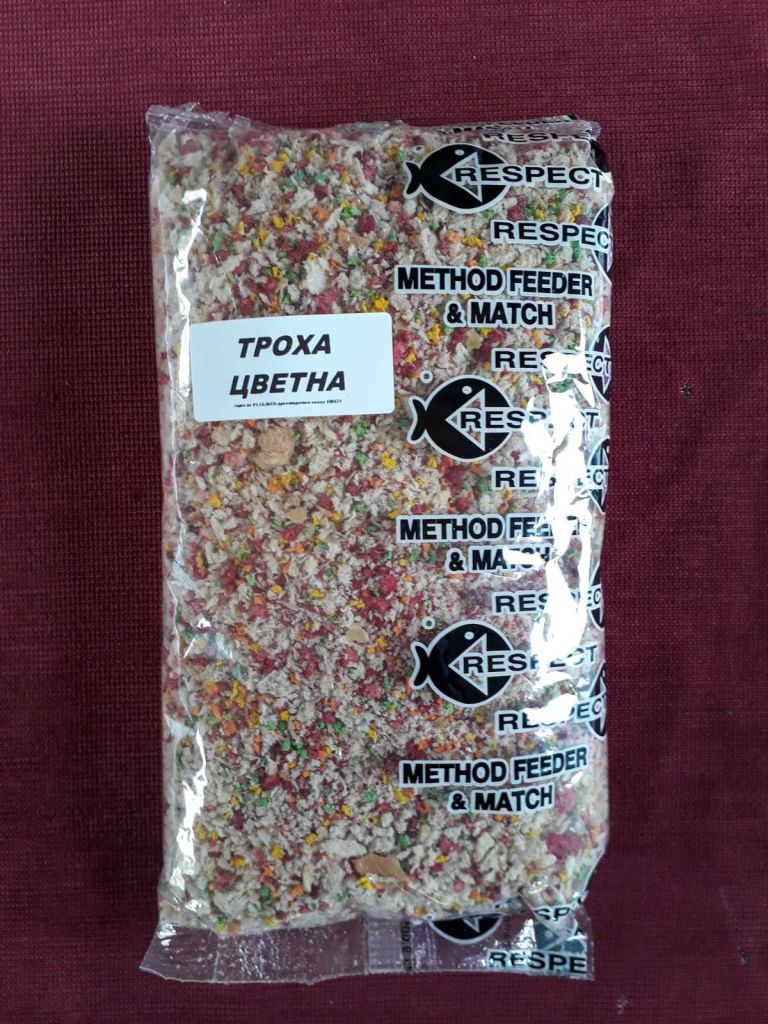 RESPECT
RESPECT
RESPECT
METHOD FEEDER
& MATCH
ТРОХА
ЦВЕТНА
RESPECT
RESPECT
RESPECT
METHOD FEEDER
& MATCH
RESPECT
RESPECT
RESPECT
METHOD FEEDER
& MATCH
RESPE